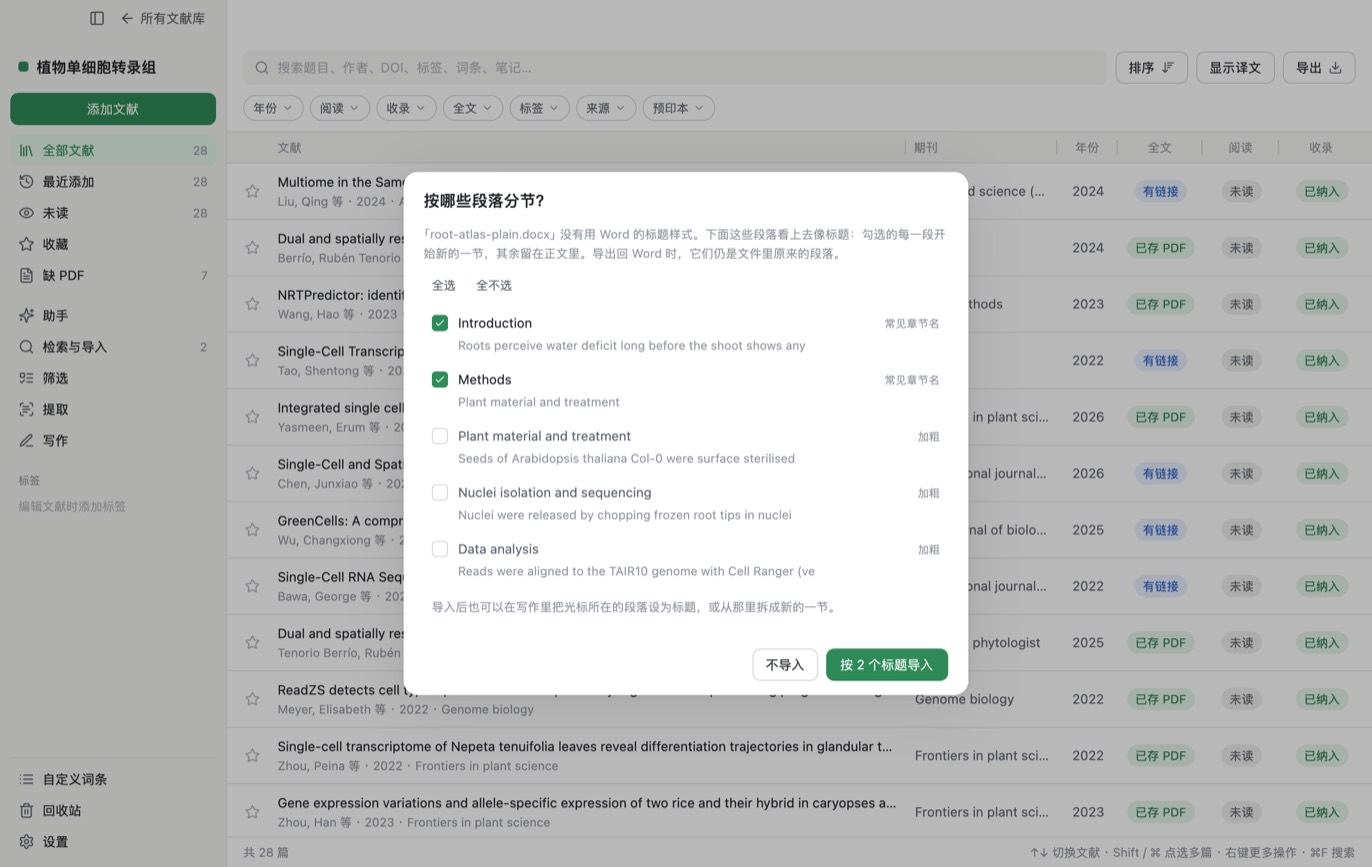 所有文献库
植物单细胞转录组
添加文献
全部文献 28
最近添加 28
未读 28
收藏
缺 PDF 7
助手
检索与导入 2
筛选
提取
写作
标签
编辑文献时添加标签
自定义词条
回收站
设置
搜索题目、作者、DOI、标签、词条、笔记...
排序
显示译文
导出
年份 阅读 收录 全文 标签 来源 预印本
文献 期刊 年份 全文 阅读 收录
Multiome in the Same
Liu, Qing 等 · 2024
d science (... 2024 有链接 未读 已纳入
Dual and spatially res
Berrío, Rubén Tenorio
2024 已存 PDF 未读 已纳入
NRTPredictor: identif
Wang, Hao 等 · 2023
thods 2023 已存 PDF 未读 已纳入
Single-Cell Transcrip
Tao, Shentong 等 · 20
2022 有链接 未读 已纳入
Integrated single cell
Yasmeen, Erum 等 · 20
in plant sci... 2026 已存 PDF 未读 已纳入
Single-Cell and Spat
Chen, Junxiao 等 · 20
onal journal... 2026 有链接 未读 已纳入
GreenCells: A compr
Wu, Changxiong 等 · 2
nal of biolo... 2025 有链接 未读 已纳入
Single-Cell RNA Seq
Bawa, George 等 · 202
onal journal... 2022 有链接 未读 已纳入
Dual and spatially res
Tenorio Berrío, Rubén
phytologist 2025 已存 PDF 未读 已纳入
ReadZS detects cell
Meyer, Elisabeth 等 · 2022 · Genome biology
Genome biology 2022 已存 PDF 未读 已纳入
Single-cell transcriptome of Nepeta tenuifolia leaves reveal differentiation trajectories in glandular t...
Zhou, Peina 等 · 2022 · Frontiers in plant science
Frontiers in plant sci... 2022 已存 PDF 未读 已纳入
Gene expression variations and allele-specific expression of two rice and their hybrid in caryopses a...
Zhou, Han 等 · 2023 · Frontiers in plant science
Frontiers in plant sci... 2023 已存 PDF 未读 已纳入
共 28 篇
↑↓ 切换文献 · Shift / ⌘ 点选多篇 · 右键更多操作 · ⌘F 搜索
按哪些段落分节?
「root-atlas-plain.docx」没有用 Word 的标题样式。下面这些段落看上去像标题：勾选的每一段开
始新的一节，其余留在正文里。导出回 Word 时，它们仍是文件里原来的段落。
全选 全不选
Introduction 常见章节名
Roots perceive water deficit long before the shoot shows any
Methods 常见章节名
Plant material and treatment
Plant material and treatment 加粗
Seeds of Arabidopsis thaliana Col-0 were surface sterilised
Nuclei isolation and sequencing 加粗
Nuclei were released by chopping frozen root tips in nuclei
Data analysis 加粗
Reads were aligned to the TAIR10 genome with Cell Ranger (ve
导入后也可以在写作里把光标所在的段落设为标题，或从那里拆成新的一节。
不导入
按 2 个标题导入